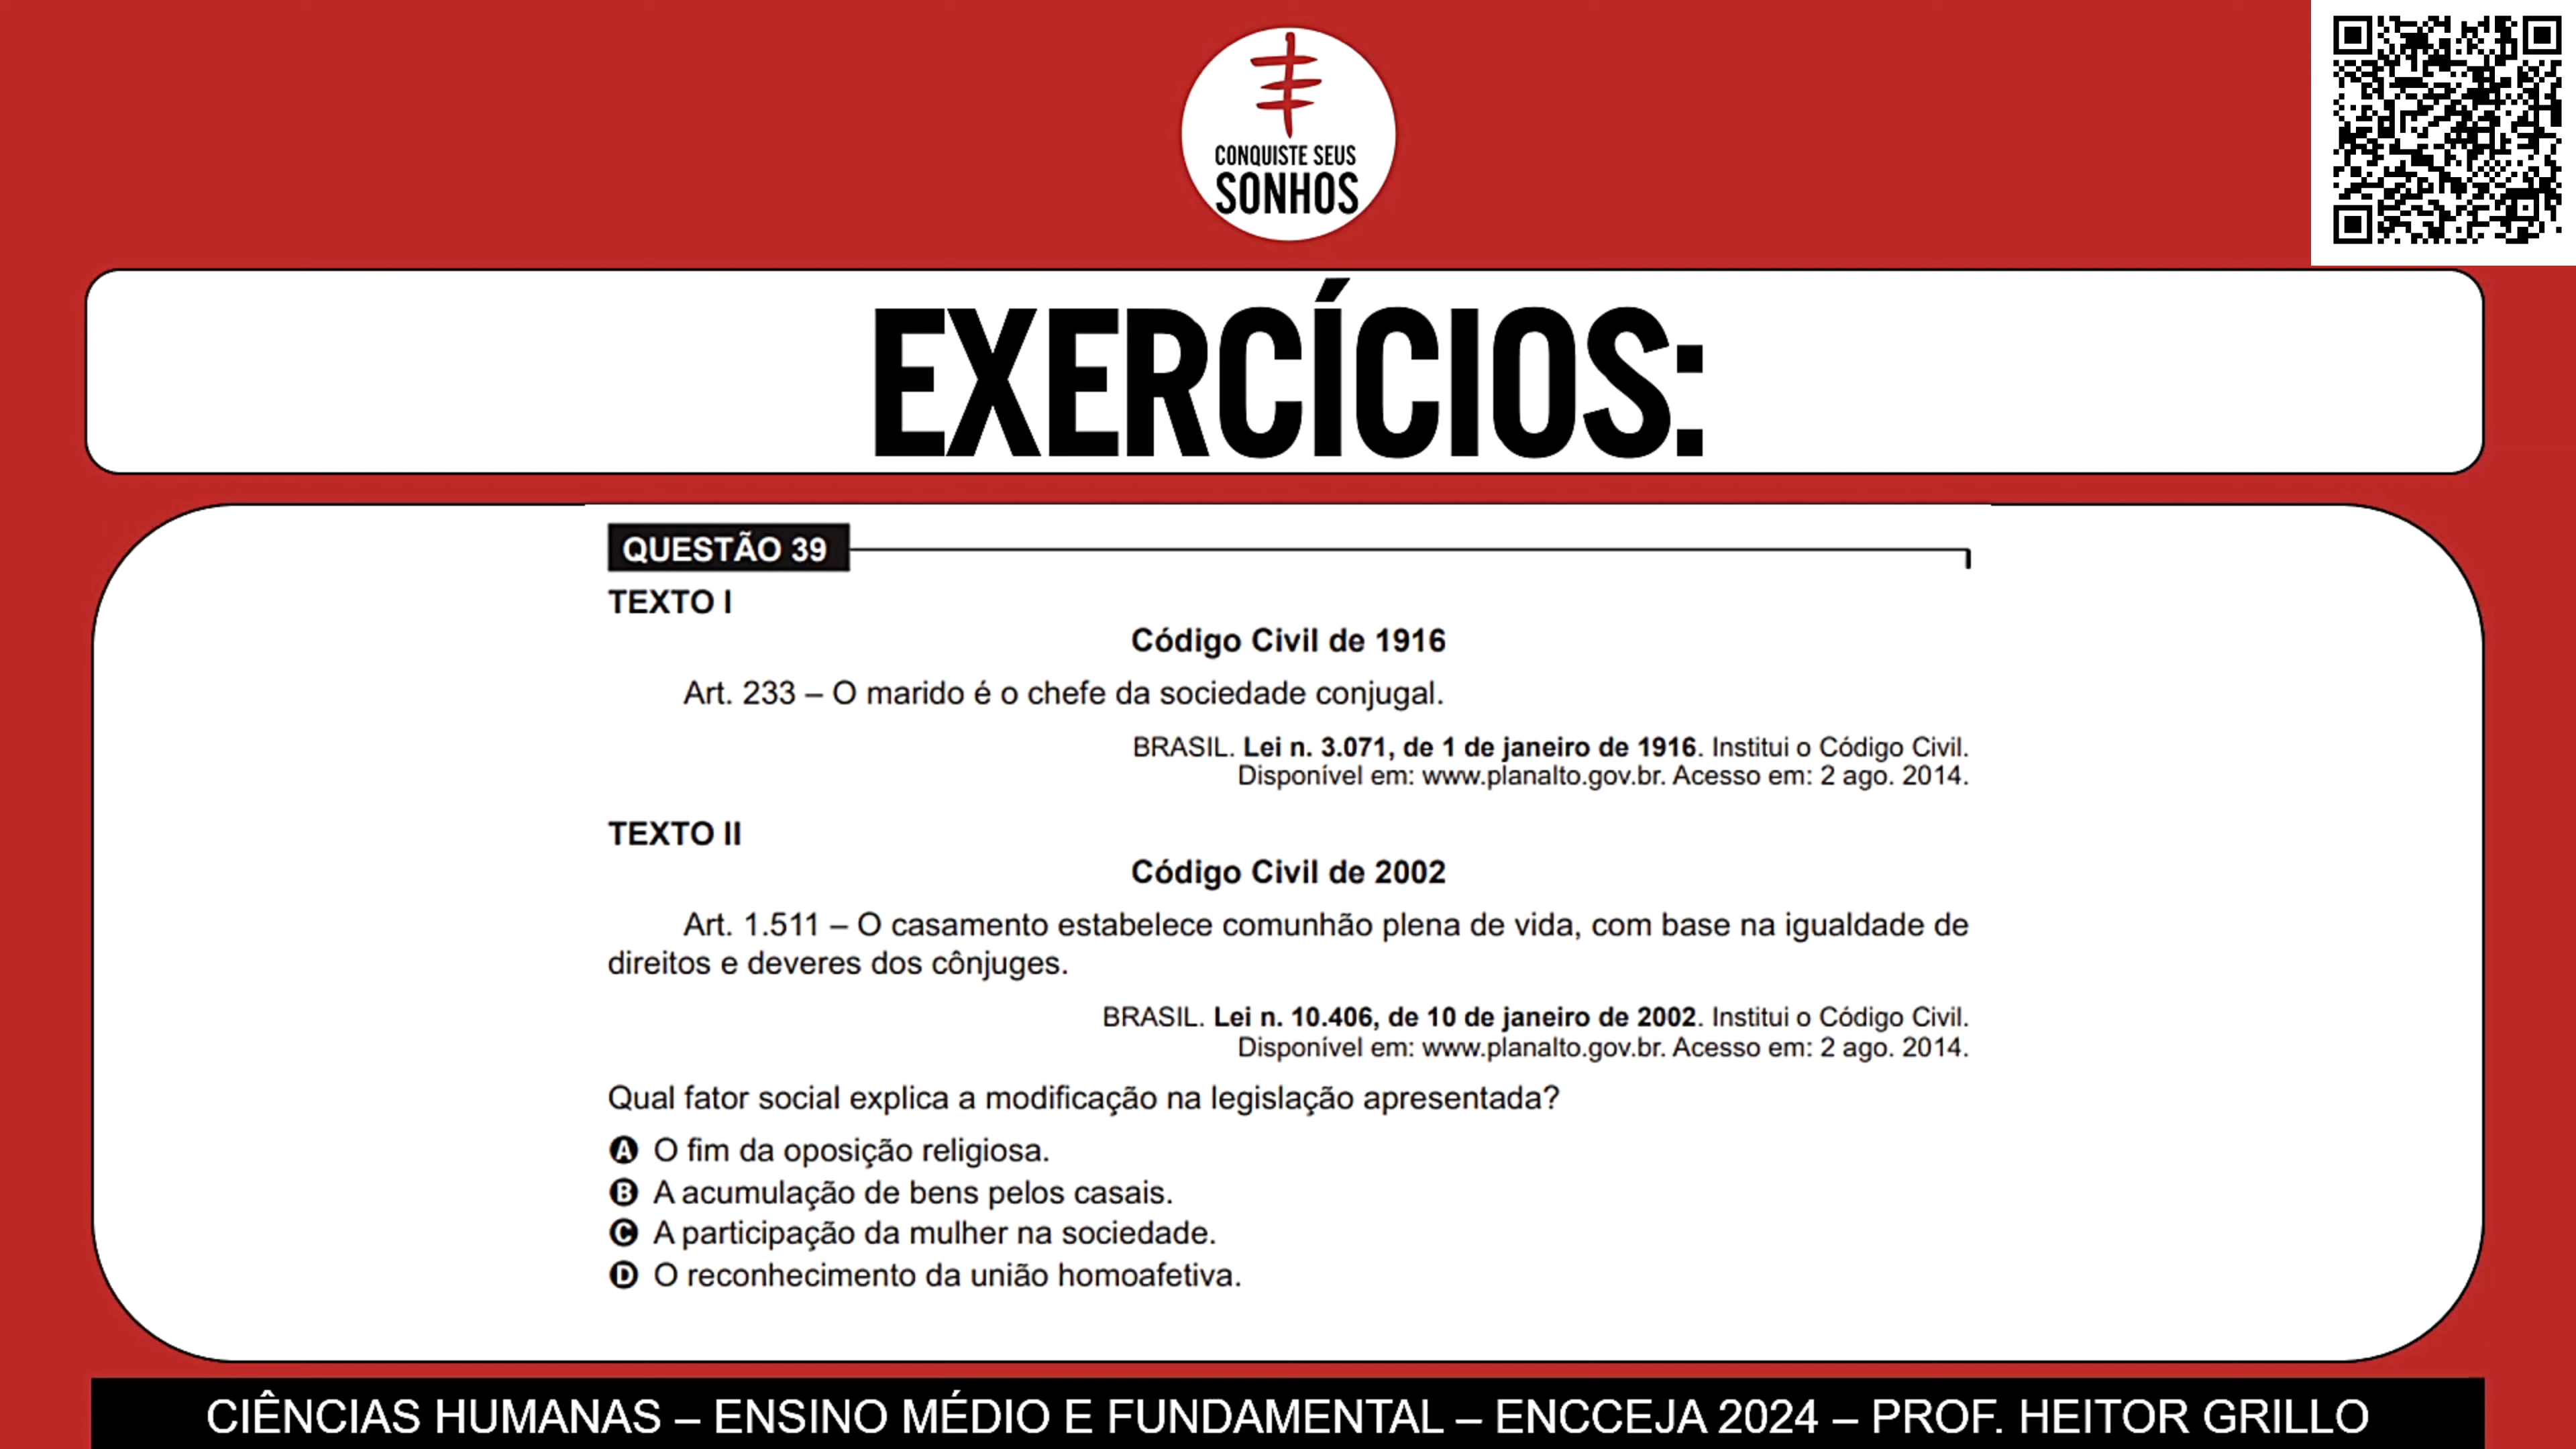 CONQUISTE SEUS
SONHOS
EXERCÍCIOS:
QUESTÃO 39
TEXTO I
Código Civil de 1916
Art. 233 – O marido é o chefe da sociedade conjugal.
BRASIL. Lei n. 3.071, de 1 de janeiro de 1916. Institui o Código Civil.
Disponível em: www.planalto.gov.br. Acesso em: 2 ago. 2014.
TEXTO II
Código Civil de 2002
Art. 1.511 – O casamento estabelece comunhão plena de vida, com base na igualdade de
direitos e deveres dos cônjuges.
BRASIL. Lei n. 10.406, de 10 de janeiro de 2002. Institui o Código Civil.
Disponível em: www.planalto.gov.br. Acesso em: 2 ago. 2014.
Qual fator social explica a modificação na legislação apresentada?
A O fim da oposição religiosa.
B A acumulação de bens pelos casais.
C A participação da mulher na sociedade.
D O reconhecimento da união homoafetiva.
CIÊNCIAS HUMANAS – ENSINO MÉDIO E FUNDAMENTAL – ENCCEJA 2024 – PROF. HEITOR GRILLO